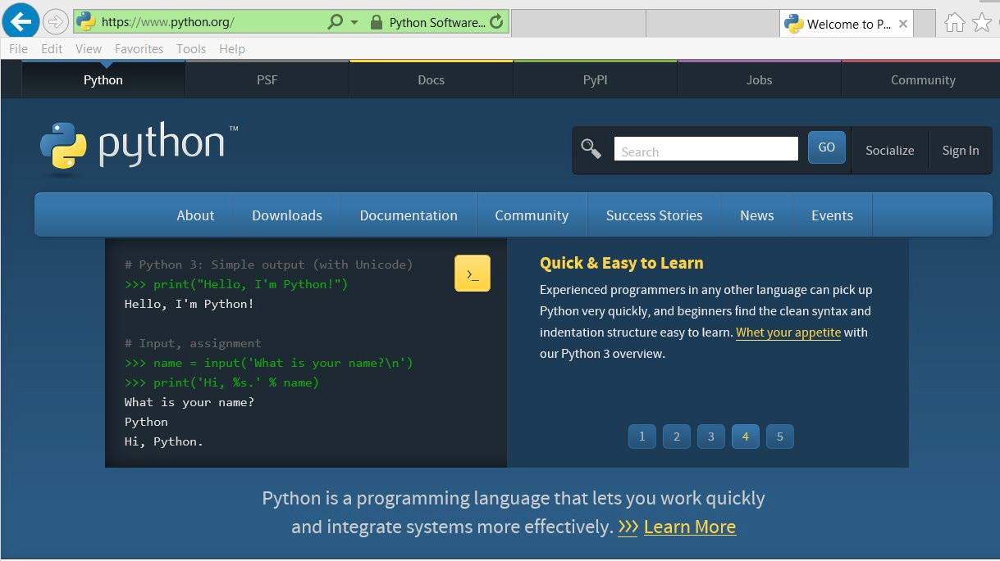 https://www.python.org/
Python Software...
Welcome to P...
File Edit View Favorites Tools Help
Python PSF Docs PyPI Jobs Community
python™
Search
GO
Socialize
Sign In
About Downloads Documentation Community Success Stories News Events
# Python 3: Simple output (with Unicode)
>>> print("Hello, I'm Python!")
Hello, I'm Python!
# Input, assignment
>>> name = input('What is your name?\n')
>>> print('Hi, %s.' % name)
What is your name?
Python
Hi, Python.
>_
Quick & Easy to Learn
Experienced programmers in any other language can pick up
Python very quickly, and beginners find the clean syntax and
indentation structure easy to learn. Whet your appetite with
our Python 3 overview.
1 2 3 4 5
Python is a programming language that lets you work quickly
and integrate systems more effectively. >>> Learn More